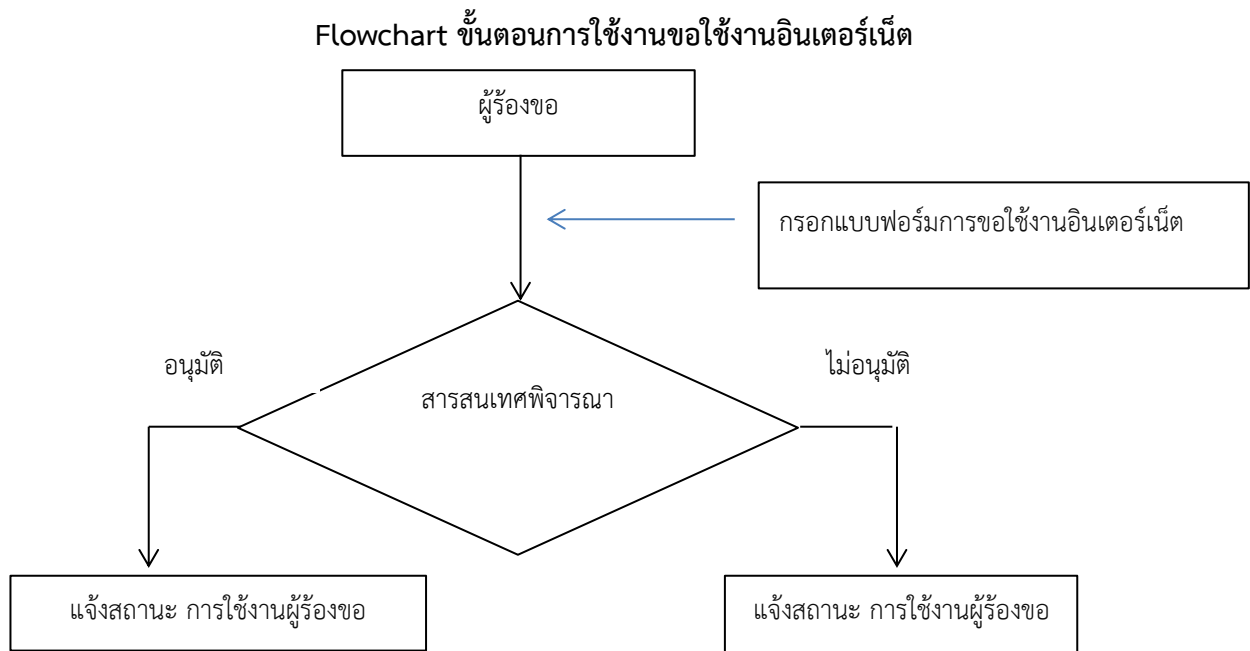 Flowchart ขั้นตอนการใช้งานขอใช้งานอินเตอร์เน็ต
ผู้ร้องขอ
กรอกแบบฟอร์มการขอใช้งานอินเตอร์เน็ต
อนุมัติ
ไม่อนุมัติ
สารสนเทศพิจารณา
แจ้งสถานะ การใช้งานผู้ร้องขอ
แจ้งสถานะ การใช้งานผู้ร้องขอ